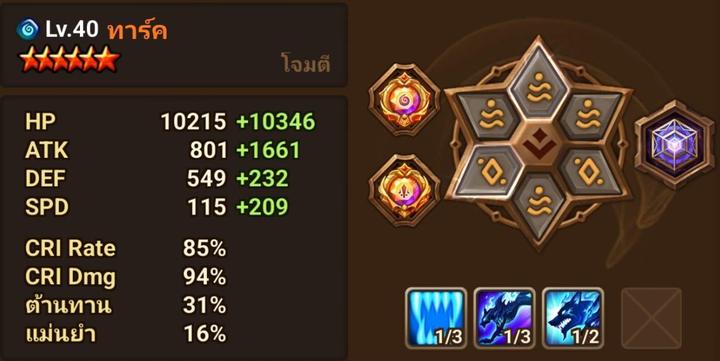 Lv.40 ทาร์ค
โจมตี
HP 10215 +10346
ATK 801 +1661
DEF 549 +232
SPD 115 +209
CRI Rate 85%
CRI Dmg 94%
ต้านทาน 31%
แม่นยำ 16%
1/3 1/3 1/2